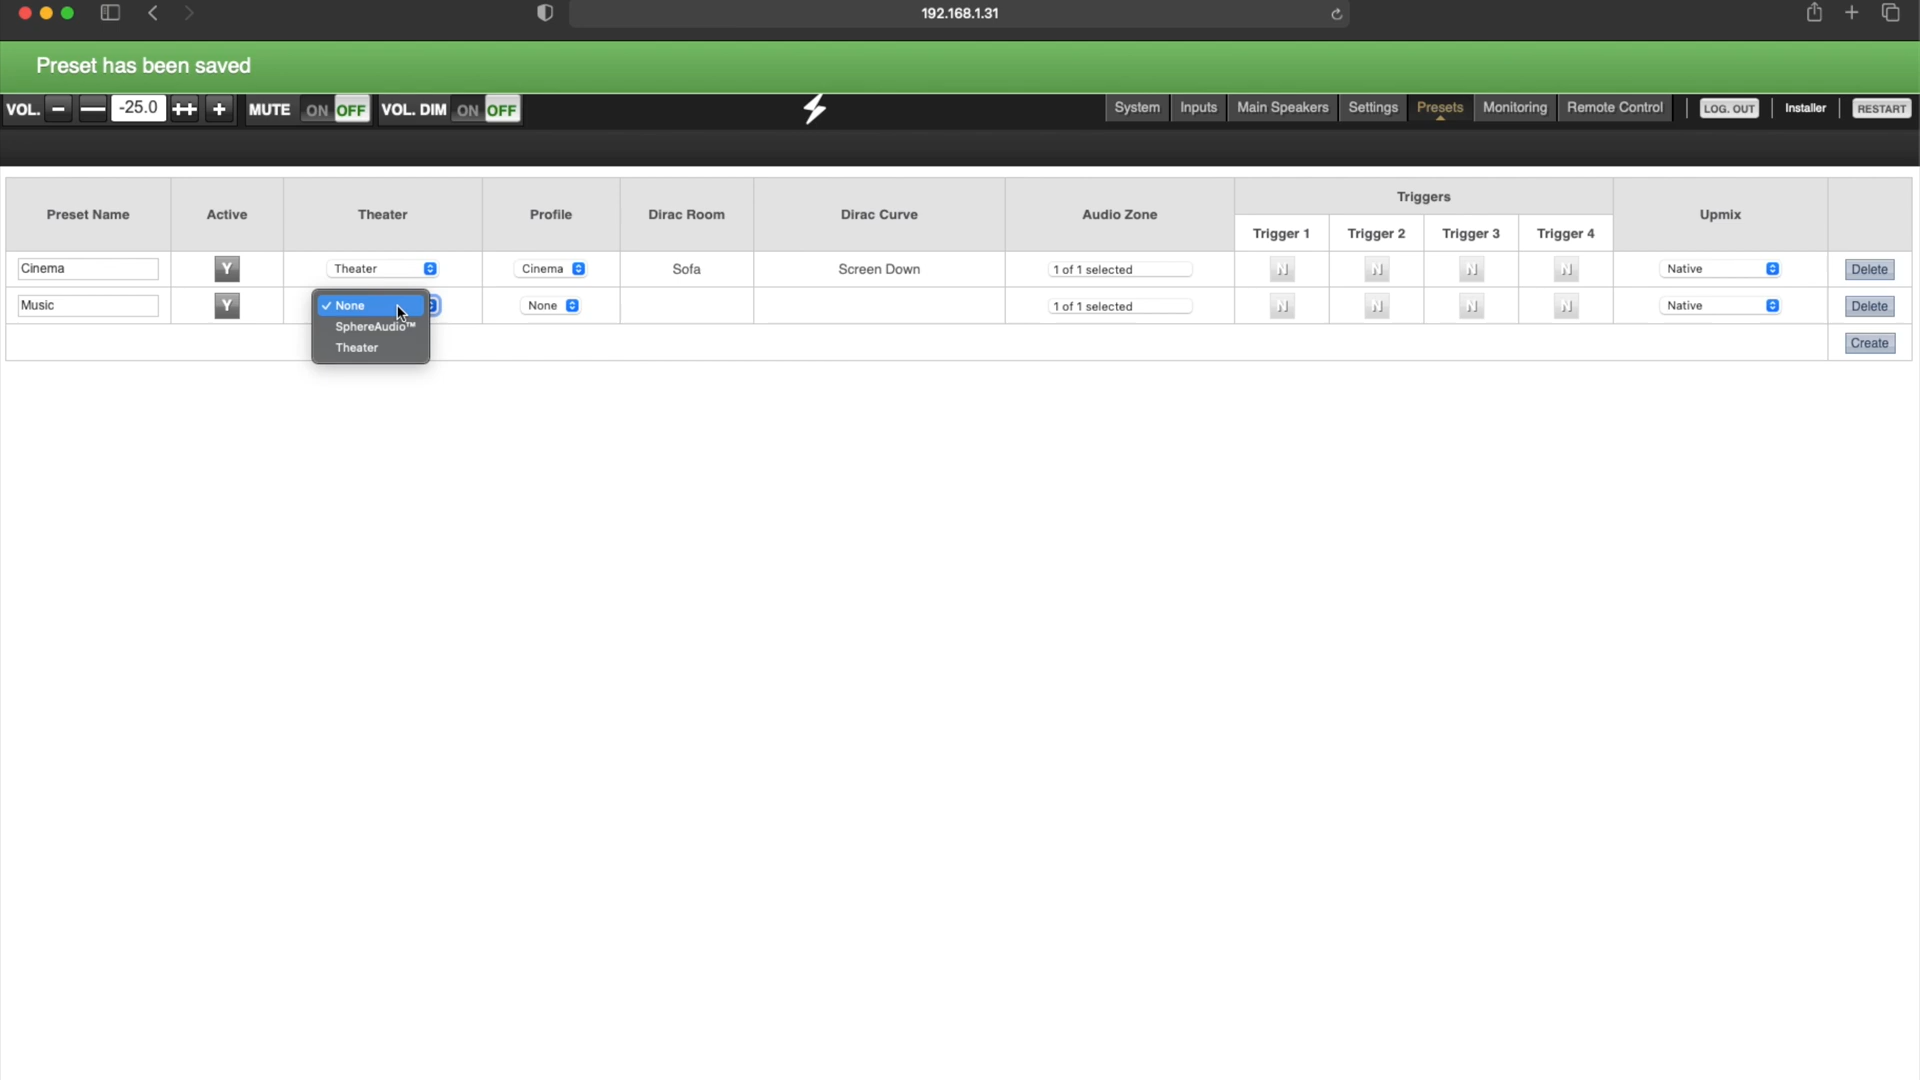 192.168.1.31
Preset has been saved
VOL. -25.0 MUTE ON OFF VOL. DIM ON OFF System Inputs Main Speakers Settings Presets Monitoring Remote Control LOG. OUT Installer RESTART
Preset Name Active Theater Profile Dirac Room Dirac Curve Audio Zone Triggers Upmix
Trigger 1 Trigger 2 Trigger 3 Trigger 4
Cinema Y Theater Cinema Sofa Screen Down 1 of 1 selected N N N N Native Delete
Music Y None None 1 of 1 selected N N N N Native Delete
SphereAudio™
Theater Create